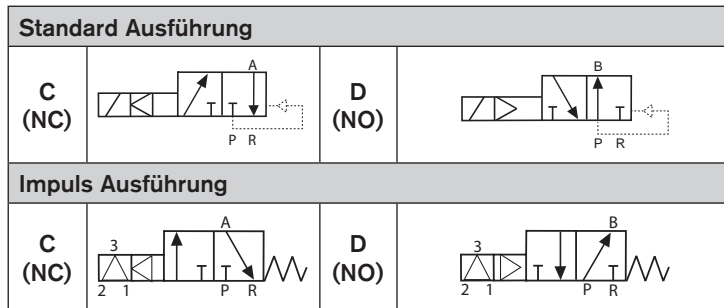 Standard Ausführung
C
(NC)
A
P R
D
(NO)
B
P R
Impuls Ausführung
C
(NC)
3
A
2 1
P R
D
(NO)
3
B
2 1
P R